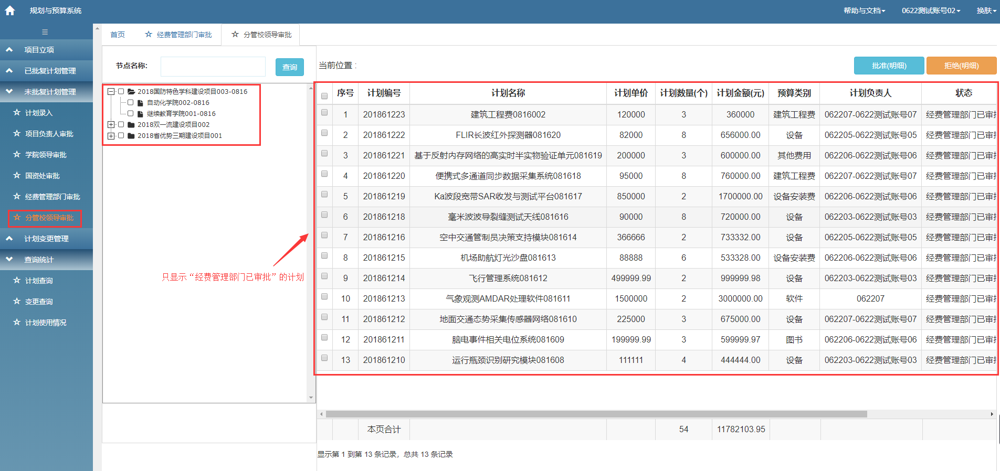 规划与预算系统
帮助与文档
0622测试账号02
换肤
项目立项
已批复计划管理
未批复计划管理
计划录入
项目负责人审批
学院领导审批
国资处审批
经费管理部门审批
分管校领导审批
计划变更管理
查询统计
计划查询
变更查询
计划使用情况
首页
经费管理部门审批
分管校领导审批
节点名称:
查询
2018国防特色学科建设项目003-0816
自动化学院002-0816
继续教育学院001-0816
2018双一流建设项目002
2018省优势三期建设项目001
只显示“经费管理部门已审批”的计划
当前位置 :
批准(明细)
拒绝(明细)
序号 计划编号 计划名称 计划单价 计划数量(个) 计划金额(元) 预算类别 计划负责人 状态
1 201861223 建筑工程费0816002 120000 3 360000 建筑工程费 062207-0622测试账号07 经费管理部门已审
2 201861222 FLIR长波红外探测器081620 82000 8 656000.00 设备 062205-0622测试账号05 经费管理部门已审
3 201861221 基于反射内存网络的高实时半实物验证单元081619 200000 3 600000.00 其他费用 062206-0622测试账号06 经费管理部门已审
4 201861220 便携式多通道同步数据采集系统081618 95000 8 760000.00 建筑工程费 062207-0622测试账号07 经费管理部门已审
5 201861219 Ka波段宽带SAR收发与测试平台081617 850000 2 1700000.00 设备安装费 062206-0622测试账号06 经费管理部门已审
6 201861218 毫米波波导裂缝测试天线081616 90000 8 720000.00 设备 062203-0622测试账号03 经费管理部门已审
7 201861216 空中交通管制员决策支持模块081614 366666 2 733332.00 设备 062205-0622测试账号05 经费管理部门已审
8 201861215 机场助航灯光沙盘081613 88888 6 533328.00 设备安装费 062206-0622测试账号06 经费管理部门已审
9 201861214 飞行管理系统081612 499999.99 2 999999.98 设备 062203-0622测试账号03 经费管理部门已审
10 201861213 气象观测AMDAR处理软件081611 1500000 2 3000000.00 软件 062207 经费管理部门已审
11 201861212 地面交通态势采集传感器网络081610 225000 3 675000.00 设备 062207-0622测试账号07 经费管理部门已审
12 201861211 脑电事件相关电位系统081609 199999.99 3 599999.97 图书 062206-0622测试账号06 经费管理部门已审
13 201861210 运行瓶颈识别研究模块081608 111111 4 444444.00 设备 062203-0622测试账号03 经费管理部门已审
本页合计 54 11782103.95
显示第 1 到第 13 条记录，总共 13 条记录